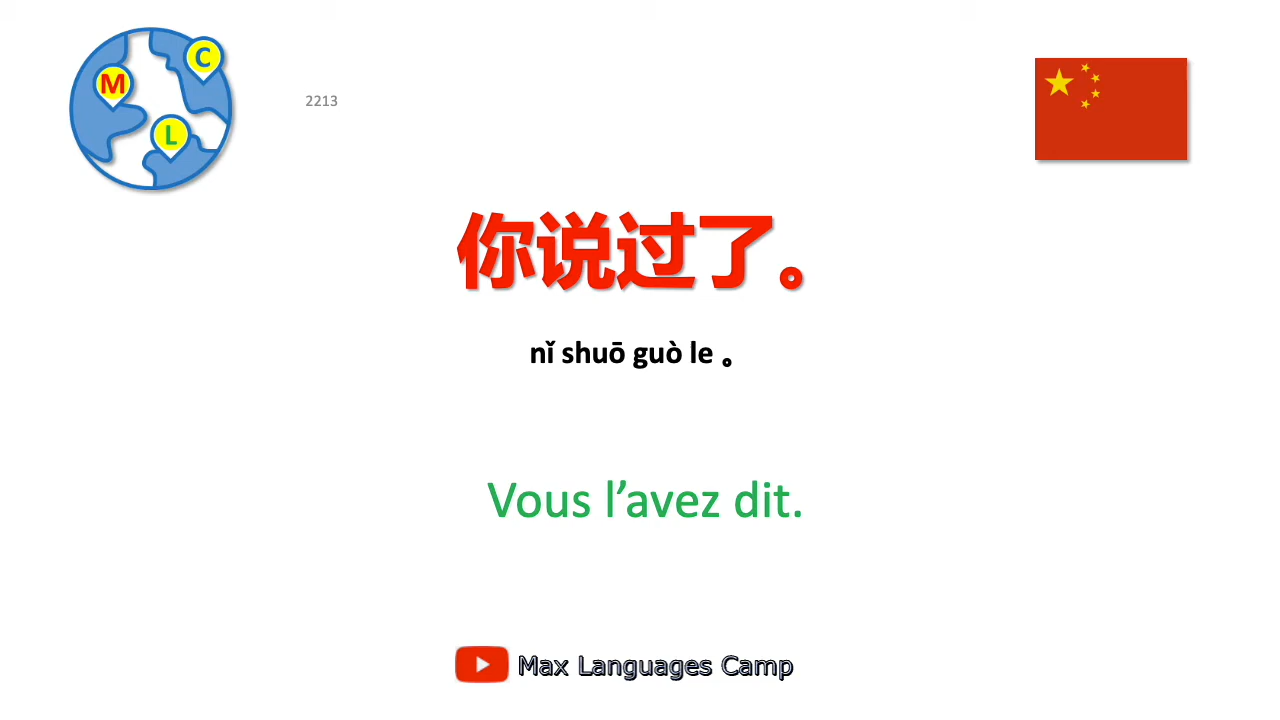 M
C
L
2213
你说过了。
nǐ shuō guò le 。
Vous l’avez dit.
Max Languages Camp